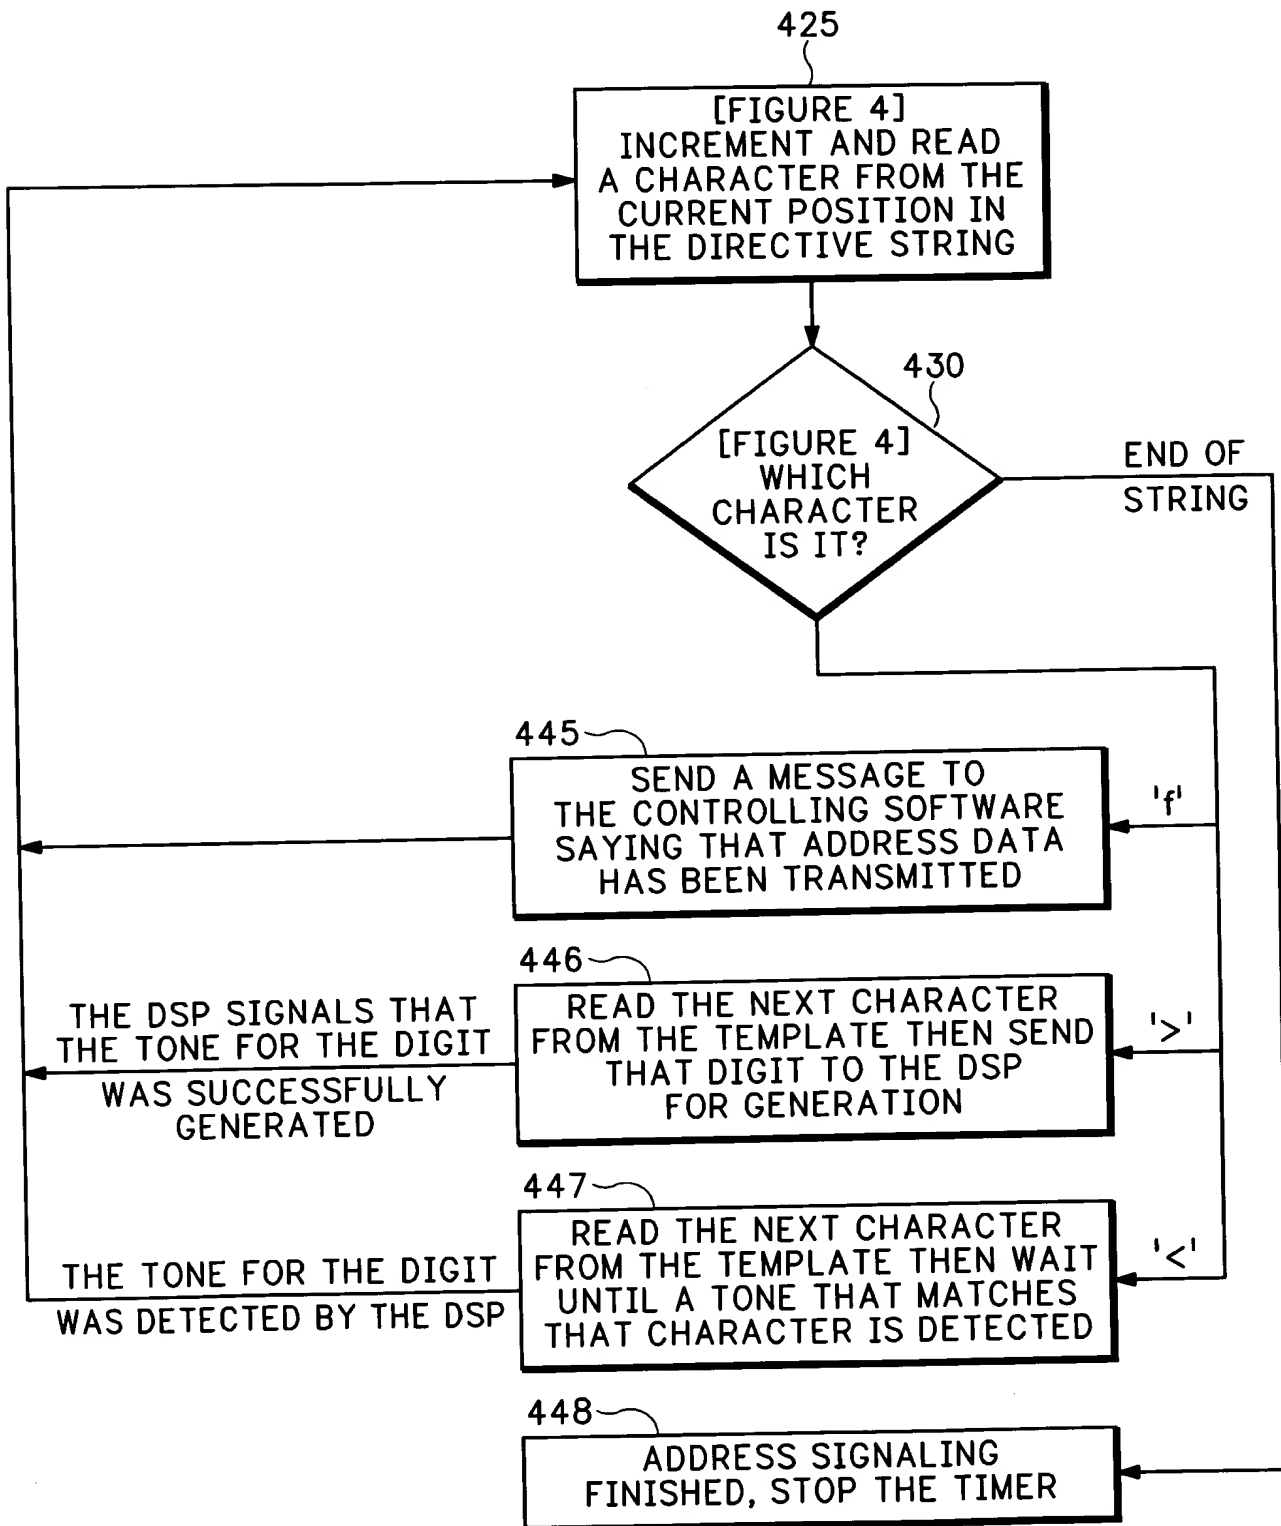 425
[FIGURE 4]
INCREMENT AND READ
A CHARACTER FROM THE
CURRENT POSITION IN
THE DIRECTIVE STRING
430
[FIGURE 4]
WHICH
CHARACTER
IS IT?
END OF
STRING
445
SEND A MESSAGE TO
THE CONTROLLING SOFTWARE
SAYING THAT ADDRESS DATA
HAS BEEN TRANSMITTED
'f'
446
READ THE NEXT CHARACTER
FROM THE TEMPLATE THEN SEND
THAT DIGIT TO THE DSP
FOR GENERATION
'>'
THE DSP SIGNALS THAT
THE TONE FOR THE DIGIT
WAS SUCCESSFULLY
GENERATED
447
READ THE NEXT CHARACTER
FROM THE TEMPLATE THEN WAIT
UNTIL A TONE THAT MATCHES
THAT CHARACTER IS DETECTED
'<'
THE TONE FOR THE DIGIT
WAS DETECTED BY THE DSP
448
ADDRESS SIGNALING
FINISHED, STOP THE TIMER